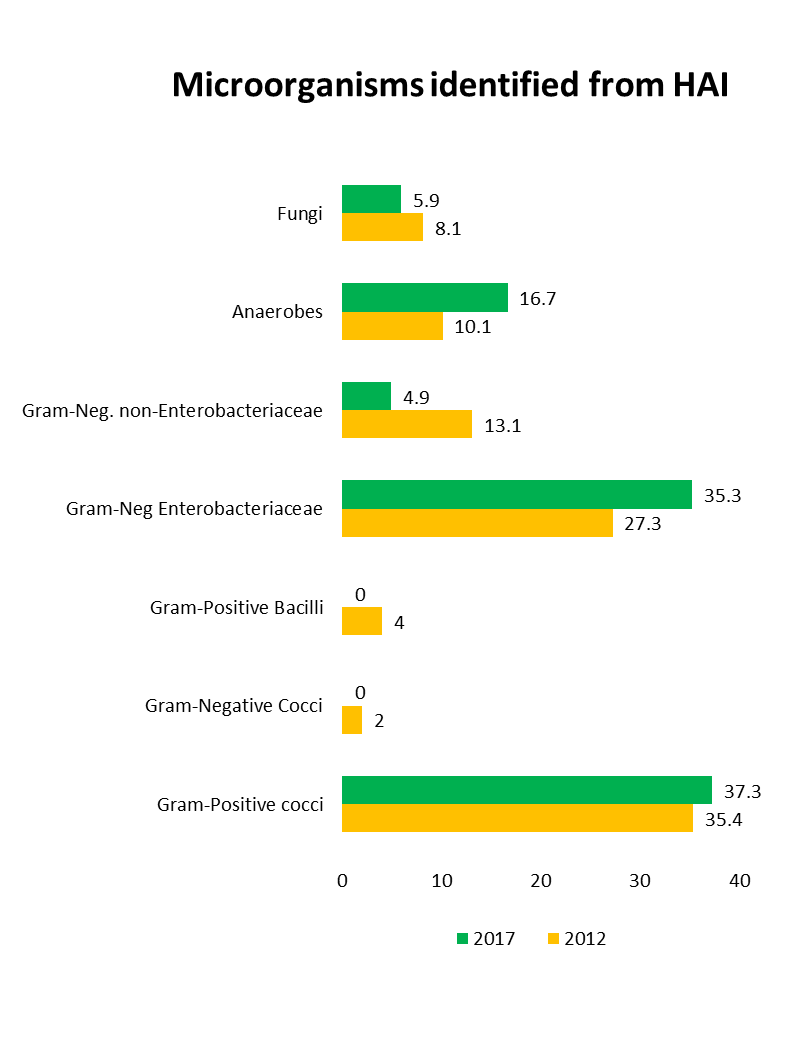 Microorganisms identified from HAI
Fungi
5.9
8.1
Anaerobes
16.7
10.1
Gram-Neg. non-Enterobacteriaceae
4.9
13.1
Gram-Neg Enterobacteriaceae
35.3
27.3
Gram-Positive Bacilli
0
4
Gram-Negative Cocci
0
2
Gram-Positive cocci
37.3
35.4
0 10 20 30 40
2017 2012